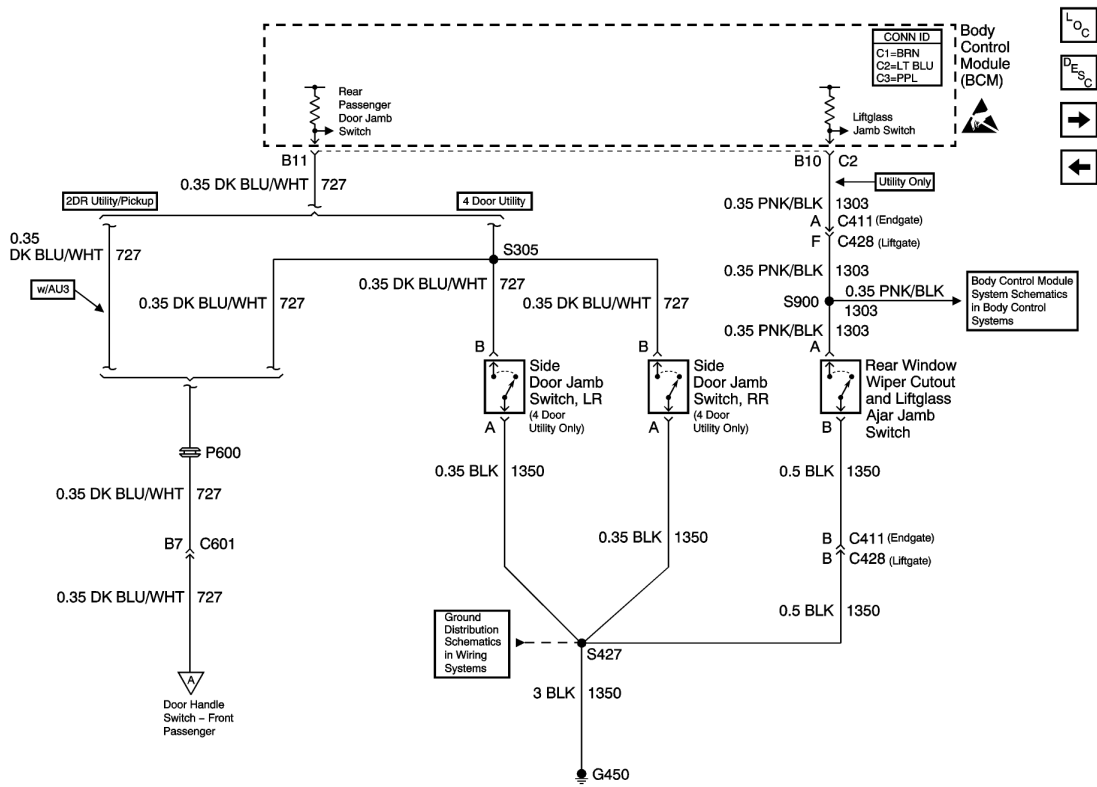 CONN ID
C1=BRN
C2=LT BLU
C3=PPL
Body
Control
Module
(BCM)
LOC
DESC
Rear
Passenger
Door Jamb
Switch
Liftglass
Jamb Switch
B11
B10
C2
0.35 DK BLU/WHT
727
Utility Only
2DR Utility/Pickup
4 Door Utility
0.35 PNK/BLK
1303
A
C411 (Endgate)
F
C428 (Liftgate)
0.35
DK BLU/WHT
727
S305
w/AU3
0.35 DK BLU/WHT
727
0.35 DK BLU/WHT
727
0.35 DK BLU/WHT
727
0.35 PNK/BLK
1303
S900
0.35 PNK/BLK
1303
Body Control Module
System Schematics
in Body Control
Systems
0.35 PNK/BLK
1303
B
Side
Door Jamb
Switch, LR
(4 Door
Utility Only)
A
B
Side
Door Jamb
Switch, RR
(4 Door
Utility Only)
A
A
Rear Window
Wiper Cutout
and Liftglass
Ajar Jamb
Switch
B
P600
0.35 DK BLU/WHT
727
0.35 BLK
1350
0.5 BLK
1350
B7
C601
0.35 BLK
1350
B
C411 (Endgate)
B
C428 (Liftgate)
0.35 DK BLU/WHT
727
0.5 BLK
1350
Ground
Distribution
Schematics
in Wiring
Systems
S427
3 BLK
1350
A
Door Handle
Switch – Front
Passenger
G450